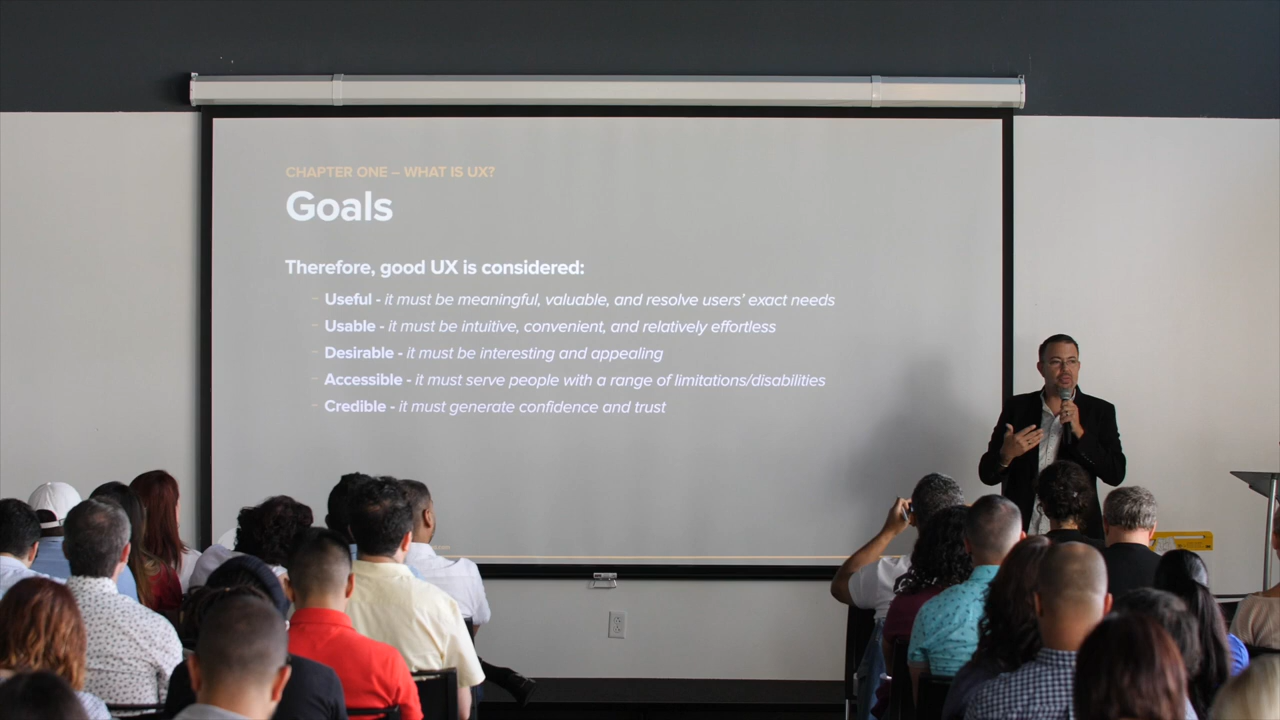 CHAPTER ONE – WHAT IS UX?
Goals
Therefore, good UX is considered:
- Useful - it must be meaningful, valuable, and resolve users' exact needs
- Usable - it must be intuitive, convenient, and relatively effortless
- Desirable - it must be interesting and appealing
- Accessible - it must serve people with a range of limitations/disabilities
- Credible - it must generate confidence and trust